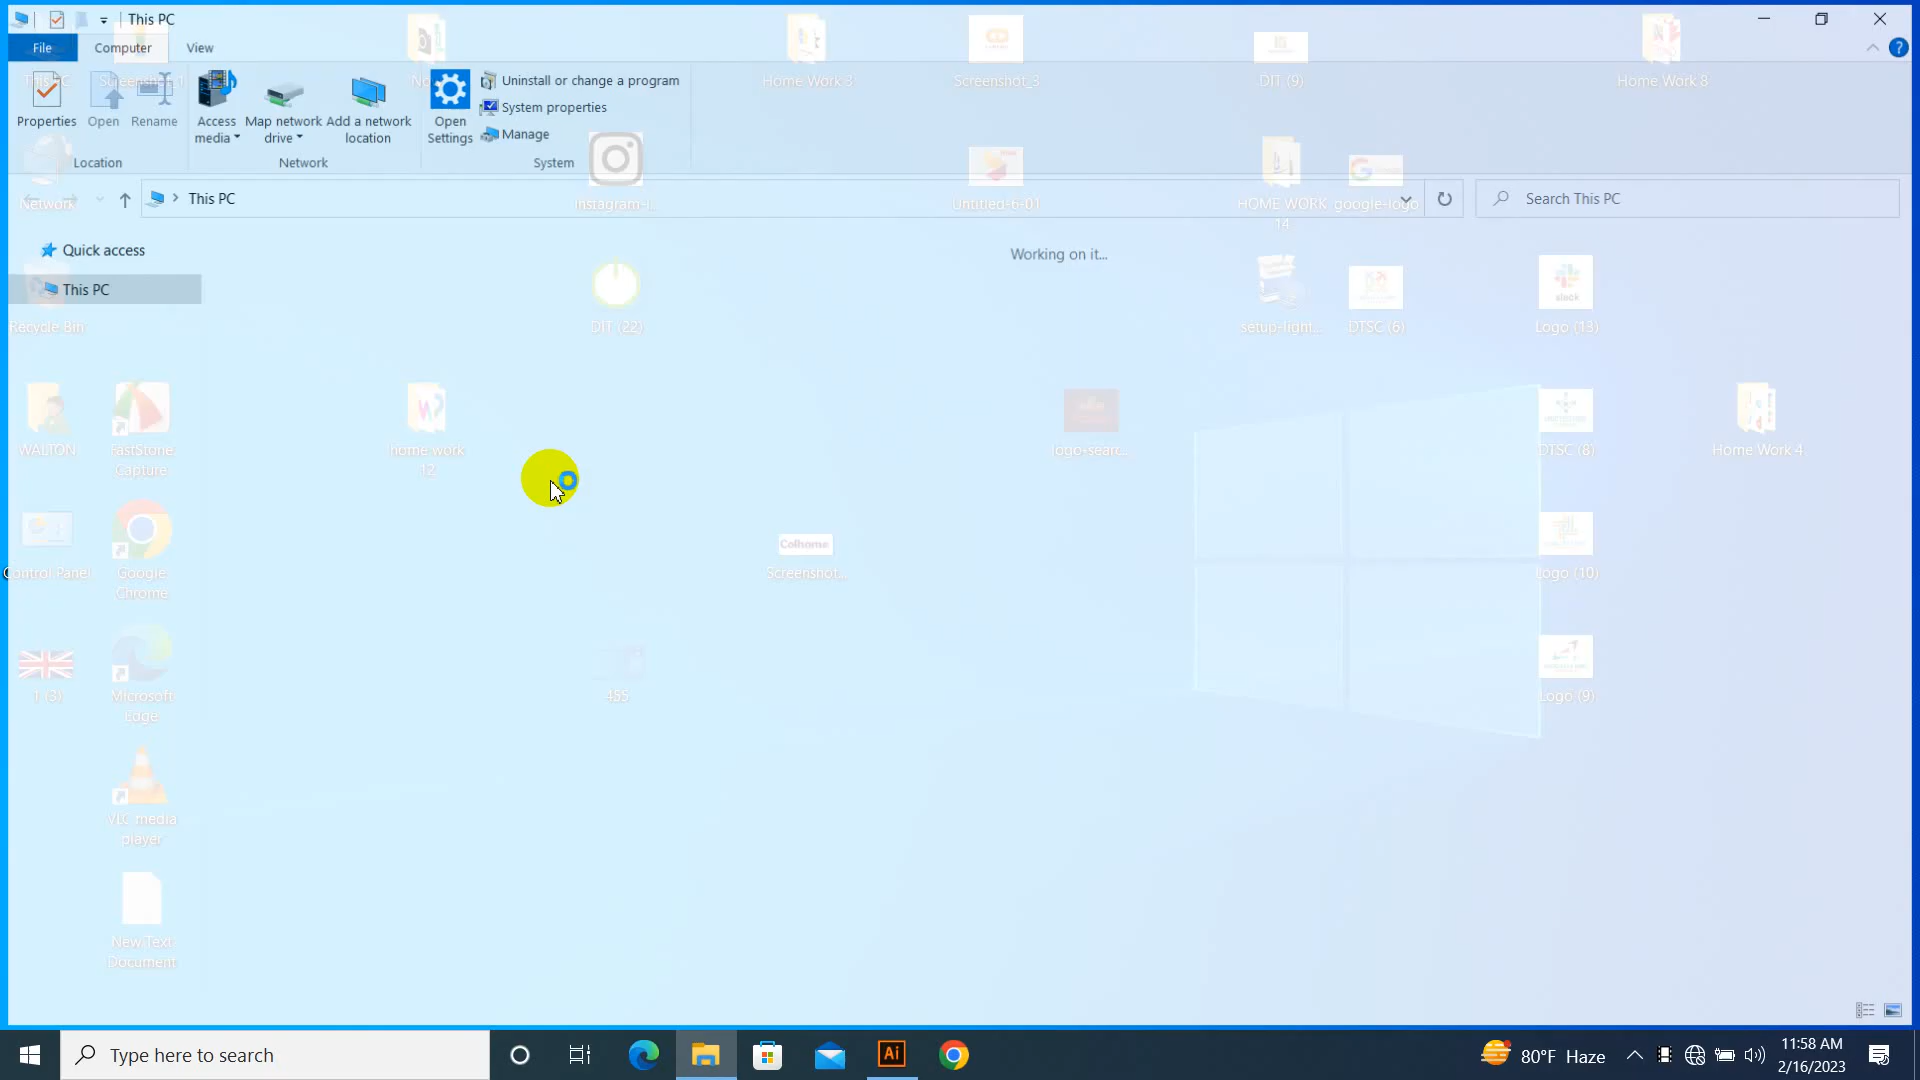 This PC
File
Computer
View
Properties
Open
Rename
Access
media
Map network
drive
Add a network
location
Open
Settings
Uninstall or change a program
System properties
Manage
Location
Network
System
This PC
Search This PC
Quick access
This PC
Working on it...
Home Work 3
Screenshot_3
DIT (9)
Home Work 8
Network
instagram-i...
Untitled-6-01
HOME WORK
14
google-logo
Recycle Bin
DIT (22)
setup-light...
DTSC (6)
slack
Logo (13)
WALTON
FastStone
Capture
home work
12
logo-searc...
DTSC (8)
Home Work 4
Control Panel
Google
Chrome
Colhome
Screenshot...
Logo (10)
1 (3)
Microsoft
Edge
455
Logo (9)
VLC media
player
New Text
Document
Type here to search
Ai
80°F Haze
11:58 AM
2/16/2023